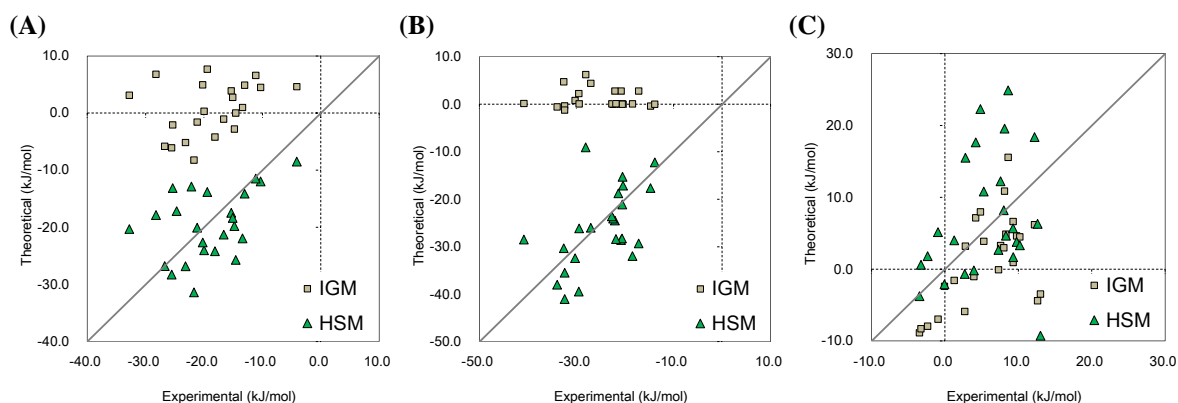 (A)
10.0
0.0
-10.0
-20.0
-30.0
-40.0
Theoretical (kJ/mol)
IGM
HSM
-40.0 -30.0 -20.0 -10.0 0.0 10.0
Experimental (kJ/mol)
(B)
10.0
0.0
-10.0
-20.0
-30.0
-40.0
-50.0
Theoretical (kJ/mol)
IGM
HSM
-50.0 -30.0 -10.0 10.0
Experimental (kJ/mol)
(C)
30.0
20.0
10.0
0.0
-10.0
Theoretical (kJ/mol)
IGM
HSM
-10.0 0.0 10.0 20.0 30.0
Experimental (kJ/mol)